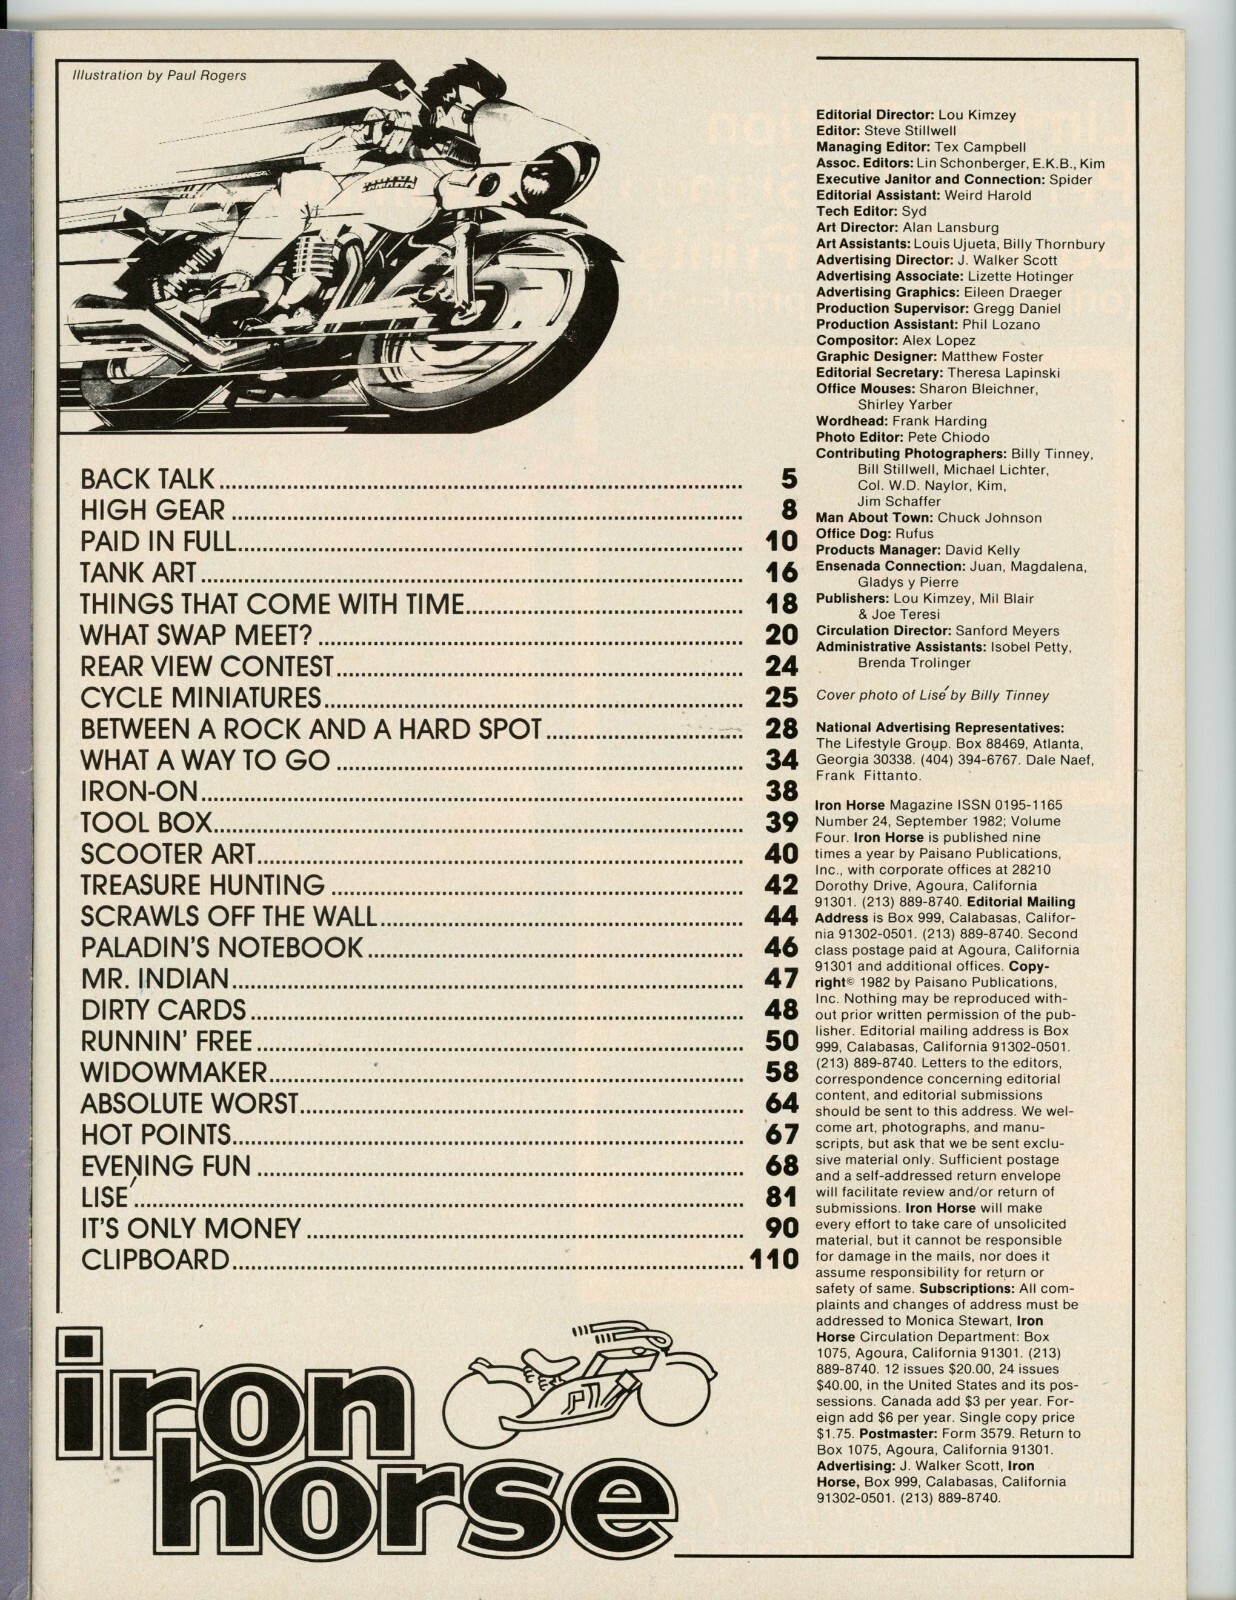 Illustration by Paul Rogers
BACK TALK 5
HIGH GEAR 8
PAID IN FULL 10
TANK ART 16
THINGS THAT COME WITH TIME 18
WHAT SWAP MEET? 20
REAR VIEW CONTEST 24
CYCLE MINIATURES 25
BETWEEN A ROCK AND A HARD SPOT 28
WHAT A WAY TO GO 34
IRON-ON 38
TOOL BOX 39
SCOOTER ART 40
TREASURE HUNTING 42
SCRAWLS OFF THE WALL 44
PALADIN'S NOTEBOOK 46
MR. INDIAN 47
DIRTY CARDS 48
RUNNIN' FREE 50
WIDOWMAKER 58
ABSOLUTE WORST 64
HOT POINTS 67
EVENING FUN 68
LISÉ 81
IT'S ONLY MONEY 90
CLIPBOARD 110
iron
horse
Editorial Director: Lou Kimzey
Editor: Steve Stillwell
Managing Editor: Tex Campbell
Assoc. Editors: Lin Schonberger, E.K.B., Kim
Executive Janitor and Connection: Spider
Editorial Assistant: Weird Harold
Tech Editor: Syd
Art Director: Alan Lansburg
Art Assistants: Louis Ujueta, Billy Thornbury
Advertising Director: J. Walker Scott
Advertising Associate: Lizette Hotinger
Advertising Graphics: Eileen Draeger
Production Supervisor: Gregg Daniel
Production Assistant: Phil Lozano
Compositor: Alex Lopez
Graphic Designer: Matthew Foster
Editorial Secretary: Theresa Lapinski
Office Mouses: Sharon Bleichner,
Shirley Yarber
Wordhead: Frank Harding
Photo Editor: Pete Chiodo
Contributing Photographers: Billy Tinney,
Bill Stillwell, Michael Lichter,
Col. W.D. Naylor, Kim,
Jim Schaffer
Man About Town: Chuck Johnson
Office Dog: Rufus
Products Manager: David Kelly
Ensenada Connection: Juan, Magdalena,
Gladys y Pierre
Publishers: Lou Kimzey, Mil Blair
& Joe Teresi
Circulation Director: Sanford Meyers
Administrative Assistants: Isobel Petty,
Brenda Trolinger
Cover photo of Lisé by Billy Tinney
National Advertising Representatives:
The Lifestyle Group. Box 88469, Atlanta,
Georgia 30338. (404) 394-6767. Dale Naef,
Frank Fittanto.
Iron Horse Magazine ISSN 0195-1165
Number 24, September 1982; Volume
Four. Iron Horse is published nine
times a year by Paisano Publications,
Inc., with corporate offices at 28210
Dorothy Drive, Agoura, California
91301. (213) 889-8740. Editorial Mailing
Address is Box 999, Calabasas, Califor-
nia 91302-0501. (213) 889-8740. Second
class postage paid at Agoura, California
91301 and additional offices. Copy-
right© 1982 by Paisano Publications,
Inc. Nothing may be reproduced with-
out prior written permission of the pub-
lisher. Editorial mailing address is Box
999, Calabasas, California 91302-0501.
(213) 889-8740. Letters to the editors,
correspondence concerning editorial
content, and editorial submissions
should be sent to this address. We wel-
come art, photographs, and manu-
scripts, but ask that we be sent exclu-
sive material only. Sufficient postage
and a self-addressed return envelope
will facilitate review and/or return of
submissions. Iron Horse will make
every effort to take care of unsolicited
material, but it cannot be responsible
for damage in the mails, nor does it
assume responsibility for return or
safety of same. Subscriptions: All com-
plaints and changes of address must be
addressed to Monica Stewart, Iron
Horse Circulation Department: Box
1075, Agoura, California 91301. (213)
889-8740. 12 issues $20.00, 24 issues
$40.00, in the United States and its pos-
sessions. Canada add $3 per year. For-
eign add $6 per year. Single copy price
$1.75. Postmaster: Form 3579. Return to
Box 1075, Agoura, California 91301.
Advertising: J. Walker Scott, Iron
Horse, Box 999, Calabasas, California
91302-0501. (213) 889-8740.